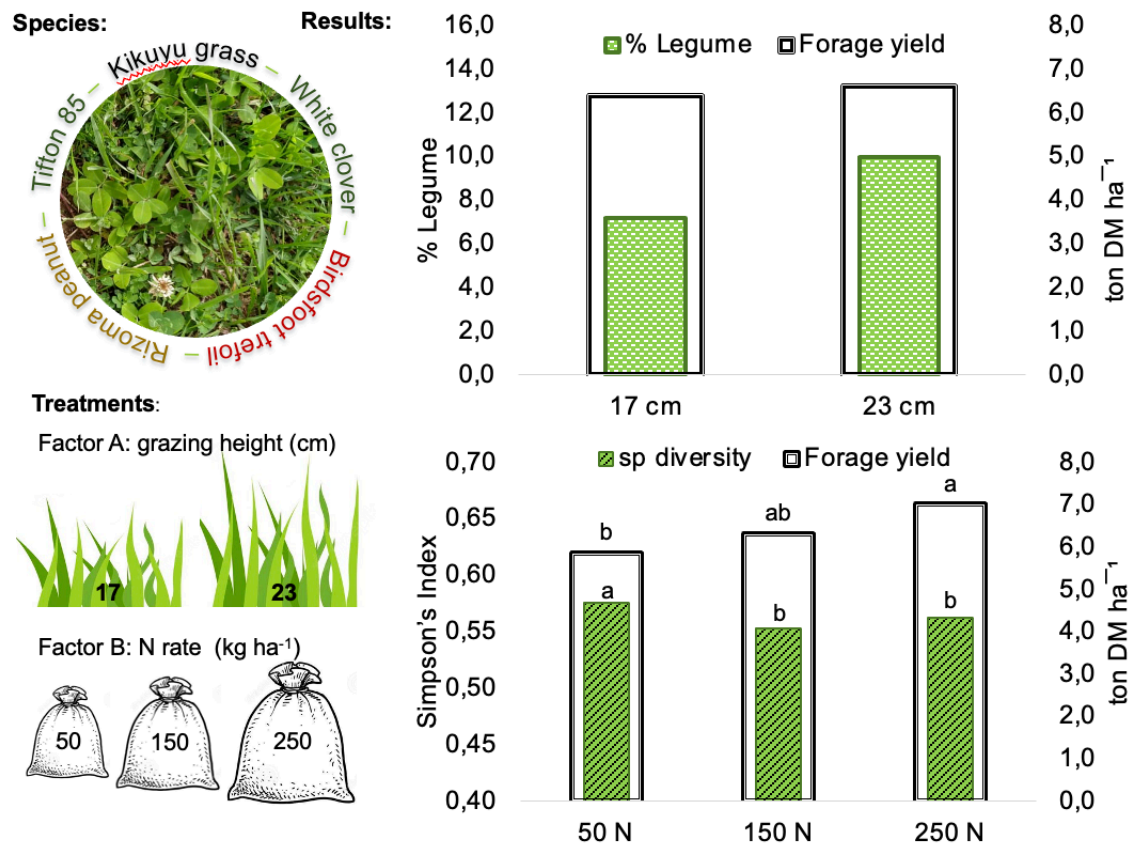 Species:
Kikuyu grass – White clover – Birdsfoot trefoil – Rizoma peanut – Tifton 85 –
Treatments:
Factor A: grazing height (cm)
17
23
Factor B: N rate (kg ha⁻¹)
50
150
250
Results:
% Legume
Forage yield
% Legume
16,0
14,0
12,0
10,0
8,0
6,0
4,0
2,0
0,0
8,0
7,0
6,0
5,0
4,0
3,0
2,0
1,0
0,0
ton DM ha⁻¹
17 cm
23 cm
sp diversity
Forage yield
Simpson's Index
0,70
0,65
0,60
0,55
0,50
0,45
0,40
b
a
ab
b
a
b
8,0
7,0
6,0
5,0
4,0
3,0
2,0
1,0
0,0
ton DM ha⁻¹
50 N
150 N
250 N